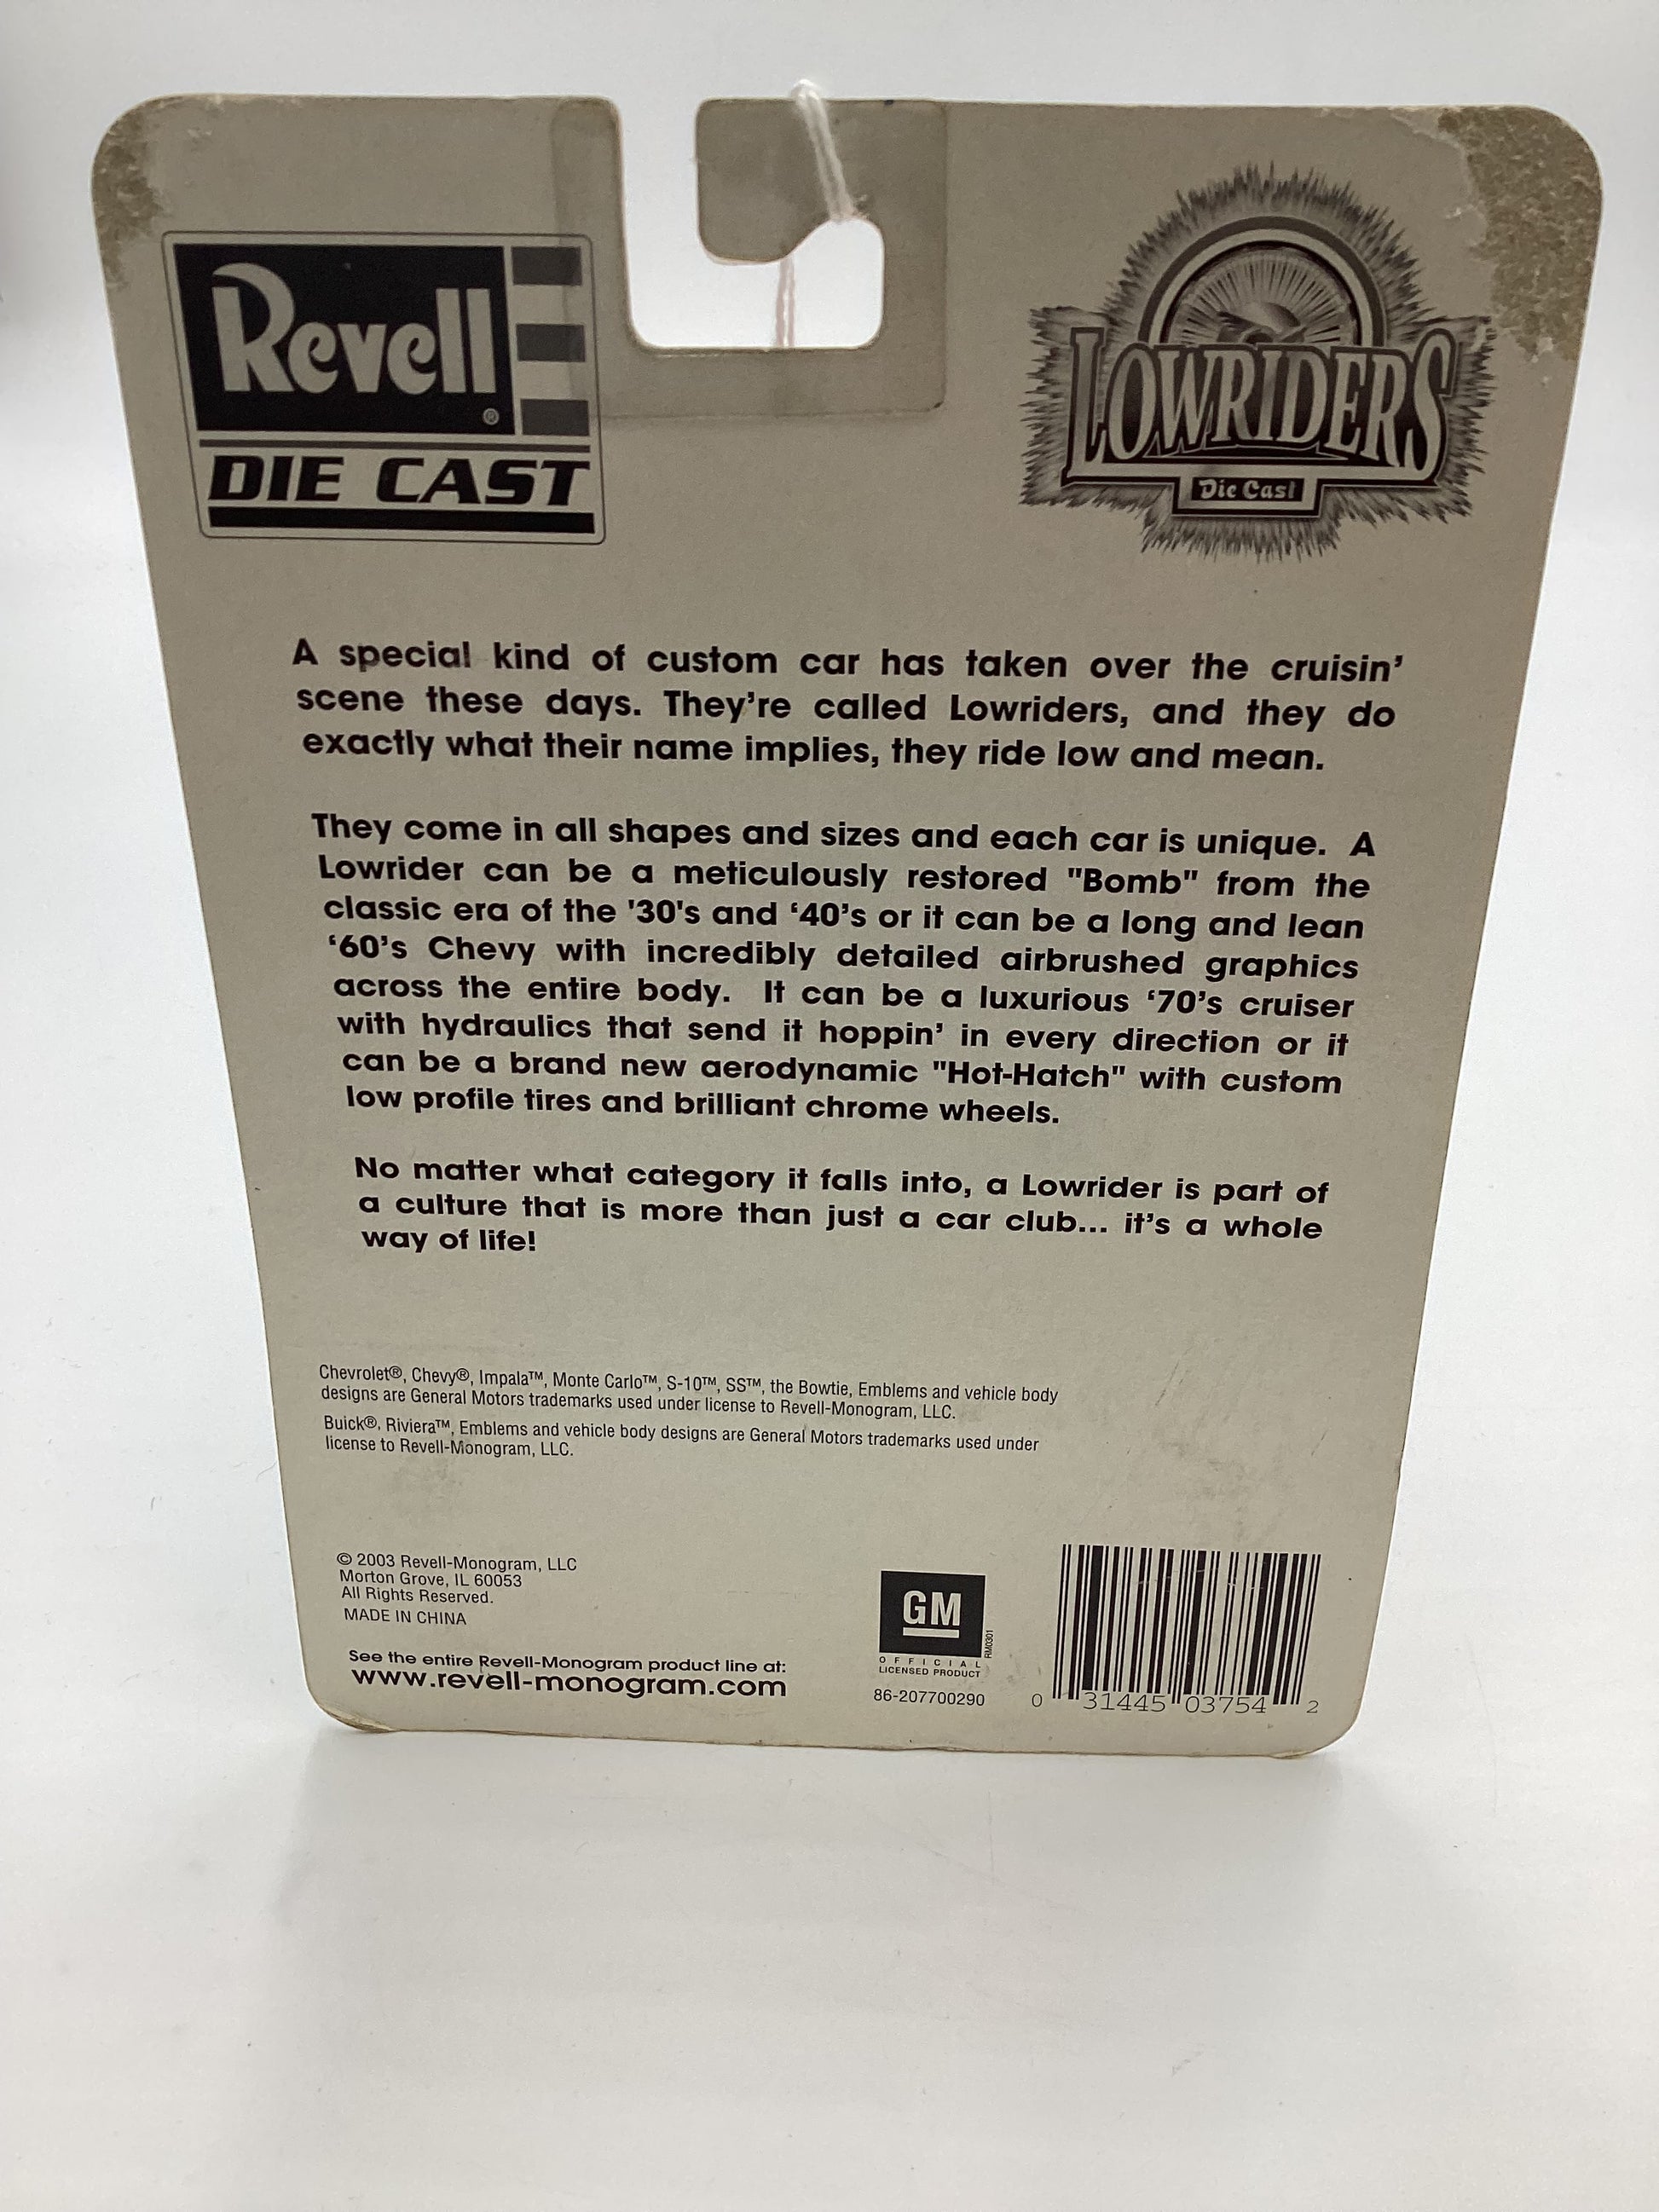 Revell®
DIE CAST
LOWRIDERS
Die Cast
A special kind of custom car has taken over the cruisin'
scene these days. They're called Lowriders, and they do
exactly what their name implies, they ride low and mean.
They come in all shapes and sizes and each car is unique. A
Lowrider can be a meticulously restored "Bomb" from the
classic era of the '30's and '40's or it can be a long and lean
'60's Chevy with incredibly detailed airbrushed graphics
across the entire body. It can be a luxurious '70's cruiser
with hydraulics that send it hoppin' in every direction or it
can be a brand new aerodynamic "Hot-Hatch" with custom
low profile tires and brilliant chrome wheels.
No matter what category it falls into, a Lowrider is part of
a culture that is more than just a car club... it's a whole
way of life!
Chevrolet®, Chevy®, Impala™, Monte Carlo™, S-10™, SS™, the Bowtie, Emblems and vehicle body
designs are General Motors trademarks used under license to Revell-Monogram, LLC.
Buick®, Riviera™, Emblems and vehicle body designs are General Motors trademarks used under
license to Revell-Monogram, LLC.
© 2003 Revell-Monogram, LLC
Morton Grove, IL 60053
All Rights Reserved.
MADE IN CHINA
See the entire Revell-Monogram product line at:
www.revell-monogram.com
GM
RM0301
OFFICIAL
LICENSED PRODUCT
86-207700290
0 31445 03754 2